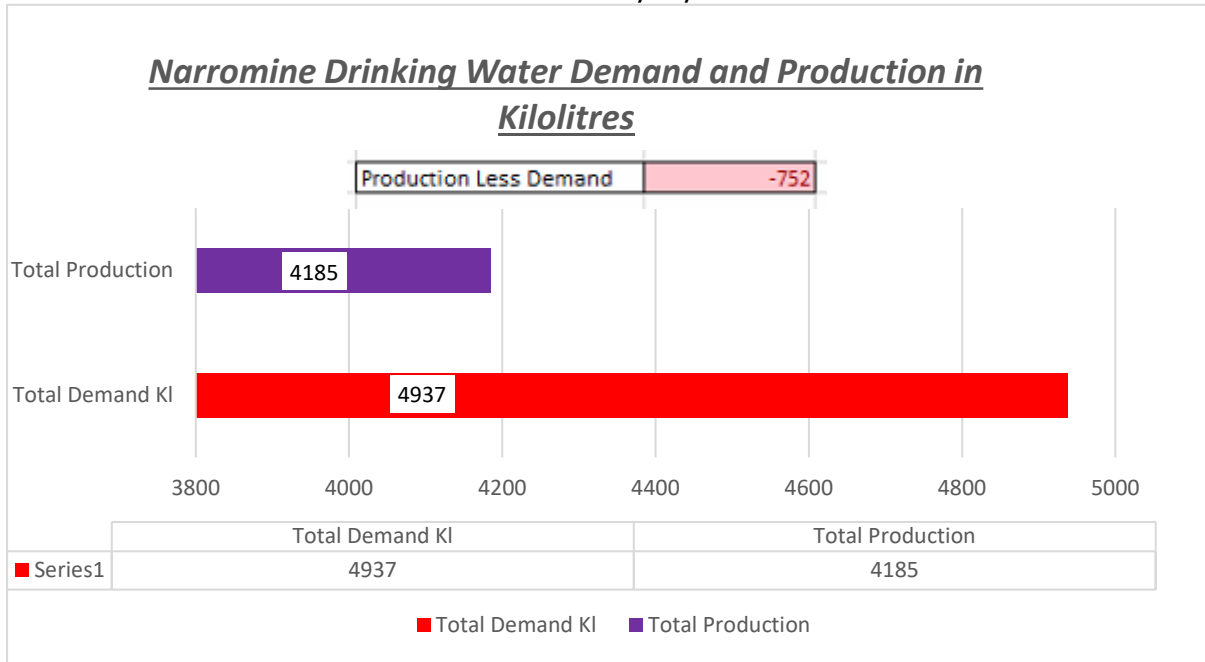 Narromine Drinking Water Demand and Production in
Kilolitres
Production Less Demand -752
Total Production 4185
Total Demand Kl 4937
3800 4000 4200 4400 4600 4800 5000
Total Demand Kl Total Production
Series1 4937 4185
Total Demand Kl Total Production